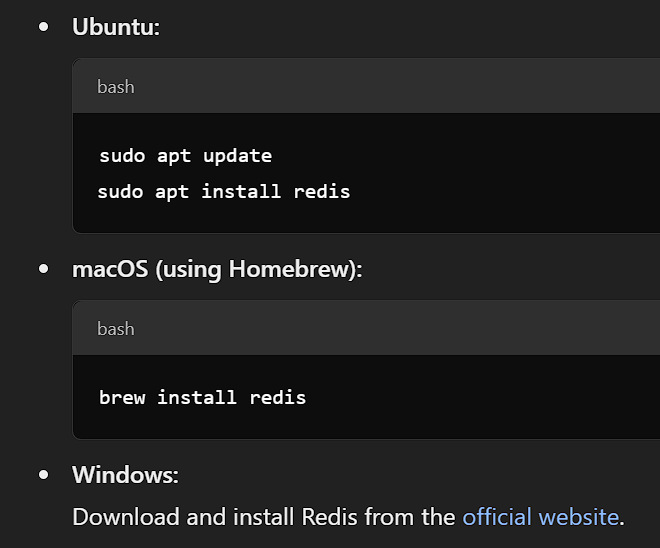 Ubuntu:
bash
sudo apt update
sudo apt install redis
macOS (using Homebrew):
bash
brew install redis
Windows:
Download and install Redis from the official website.